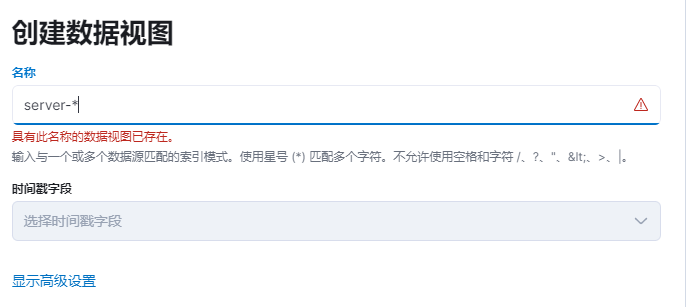 创建数据视图
名称
server-*
具有此名称的数据视图已存在。
输入与一个或多个数据源匹配的索引模式。使用星号 (*) 匹配多个字符。不允许使用空格和字符 /、?、"、&lt;、>、|。
时间戳字段
选择时间戳字段
显示高级设置